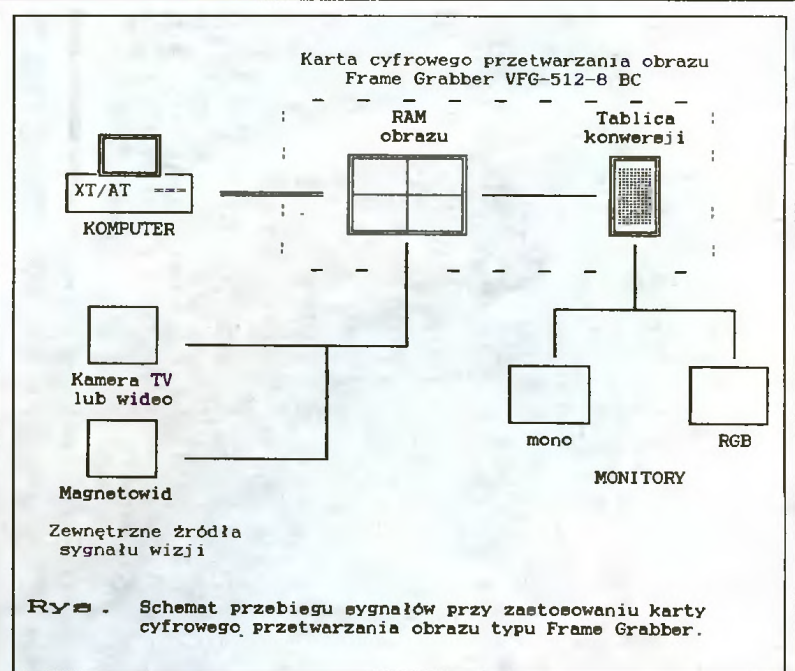 Karta cyfrowego przetwarzania obrazu
Frame Grabber VFG-512-8 BC
RAM
obrazu
Tablica
konwersji
XT/AT
KOMPUTER
Kamera TV
lub wideo
Magnetowid
Zewnętrzne źródła
sygnału wizji
mono
RGB
MONITORY
Rys. Schemat przebiegu sygnałów przy zastosowaniu karty
cyfrowego przetwarzania obrazu typu Frame Grabber.